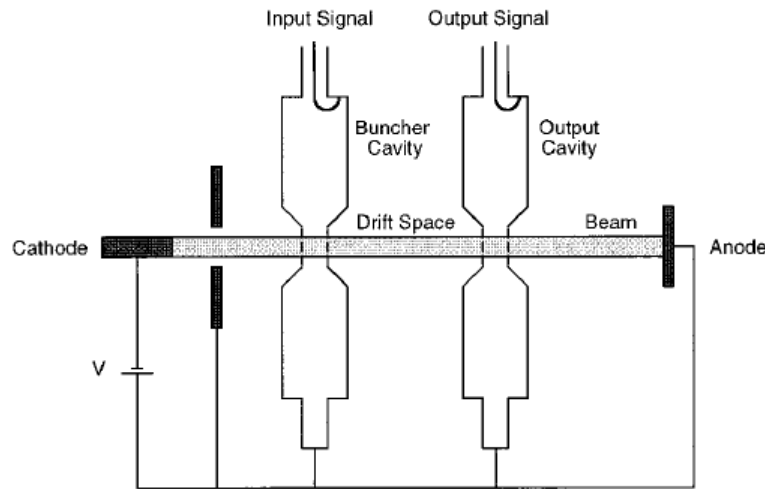 Input Signal
Output Signal
Buncher
Cavity
Output
Cavity
Drift Space
Beam
Cathode
Anode
V